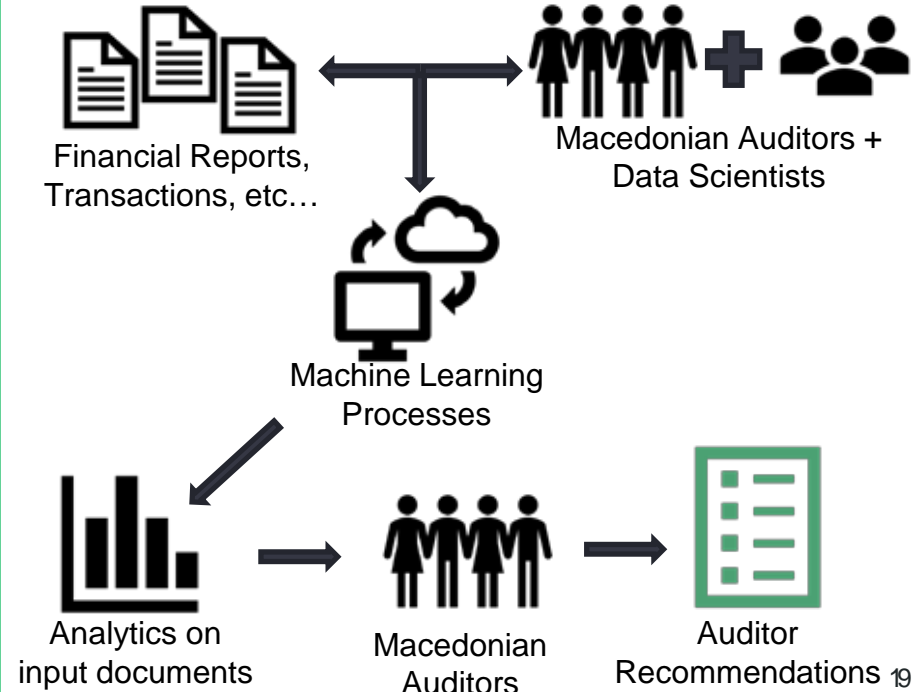 Financial Reports,
Transactions, etc…
Macedonian Auditors +
Data Scientists
Machine Learning
Processes
Analytics on
input documents
Macedonian
Auditors
Auditor
Recommendations
19